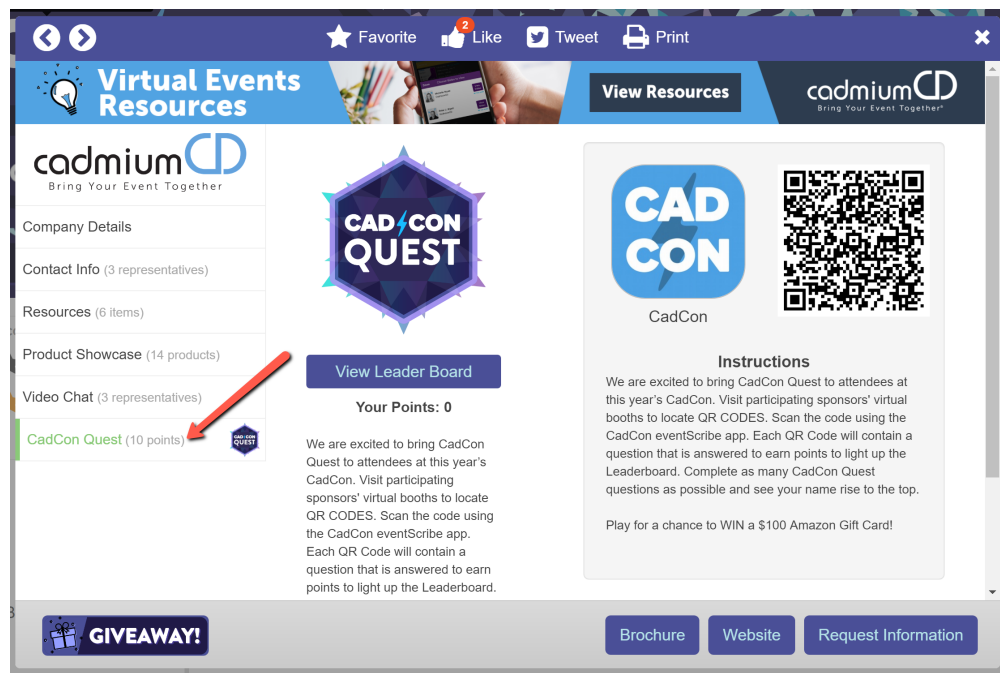 Favorite
2
Like
Tweet
Print
Virtual Events
Resources
View Resources
cadmiumCD
Bring Your Event Together®
cadmiumCD
Bring Your Event Together
Company Details
Contact Info (3 representatives)
Resources (6 items)
Product Showcase (14 products)
Video Chat (3 representatives)
CadCon Quest (10 points)
CAD CON
QUEST
CAD CON
QUEST
View Leader Board
Your Points: 0
We are excited to bring CadCon
Quest to attendees at this year's
CadCon. Visit participating
sponsors' virtual booths to locate
QR CODES. Scan the code using
the CadCon eventScribe app.
Each QR Code will contain a
question that is answered to earn
points to light up the Leaderboard.
CAD
CON
CadCon
Instructions
We are excited to bring CadCon Quest to attendees at
this year's CadCon. Visit participating sponsors' virtual
booths to locate QR CODES. Scan the code using the
CadCon eventScribe app. Each QR Code will contain a
question that is answered to earn points to light up the
Leaderboard. Complete as many CadCon Quest
questions as possible and see your name rise to the top.
Play for a chance to WIN a $100 Amazon Gift Card!
GIVEAWAY!
Brochure
Website
Request Information